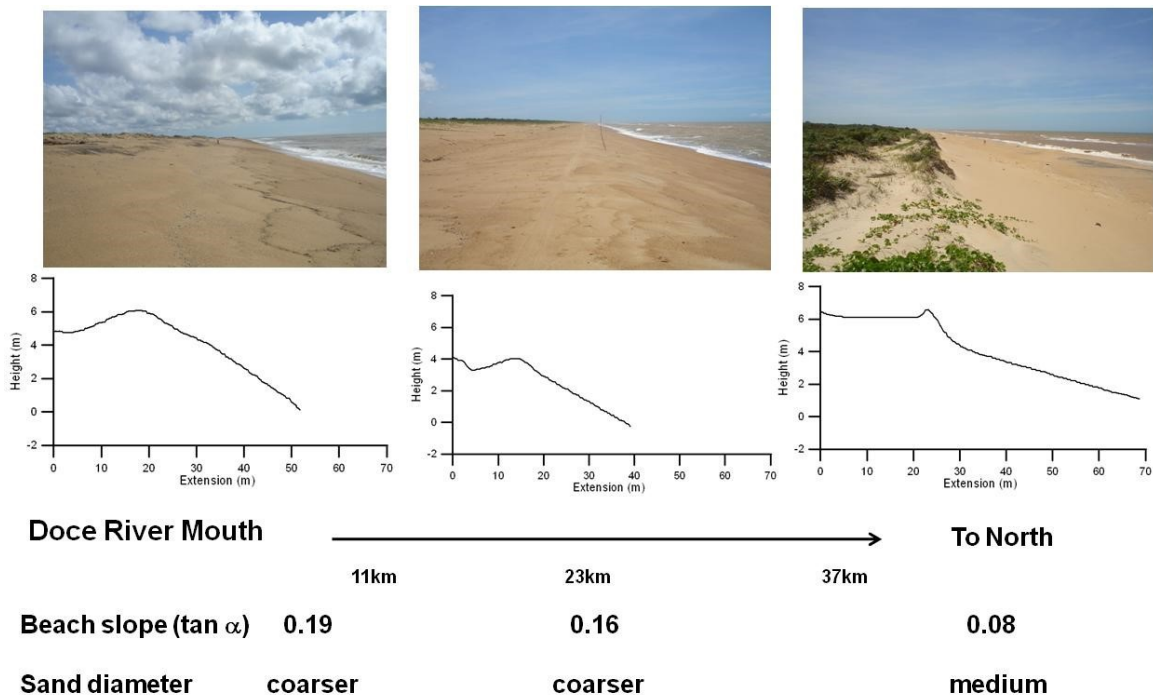 8
6
4
2
0
-2
Height (m)
0 10 20 30 40 50 60 70
Extension (m)
8
6
4
2
0
-2
Height (m)
0 10 20 30 40 50 60 70
Extension (m)
8
6
4
2
0
-2
Height (m)
0 10 20 30 40 50 60 70
Extension (m)
Doce River Mouth To North
11km 23km 37km
Beach slope (tan α) 0.19 0.16 0.08
Sand diameter coarser coarser medium